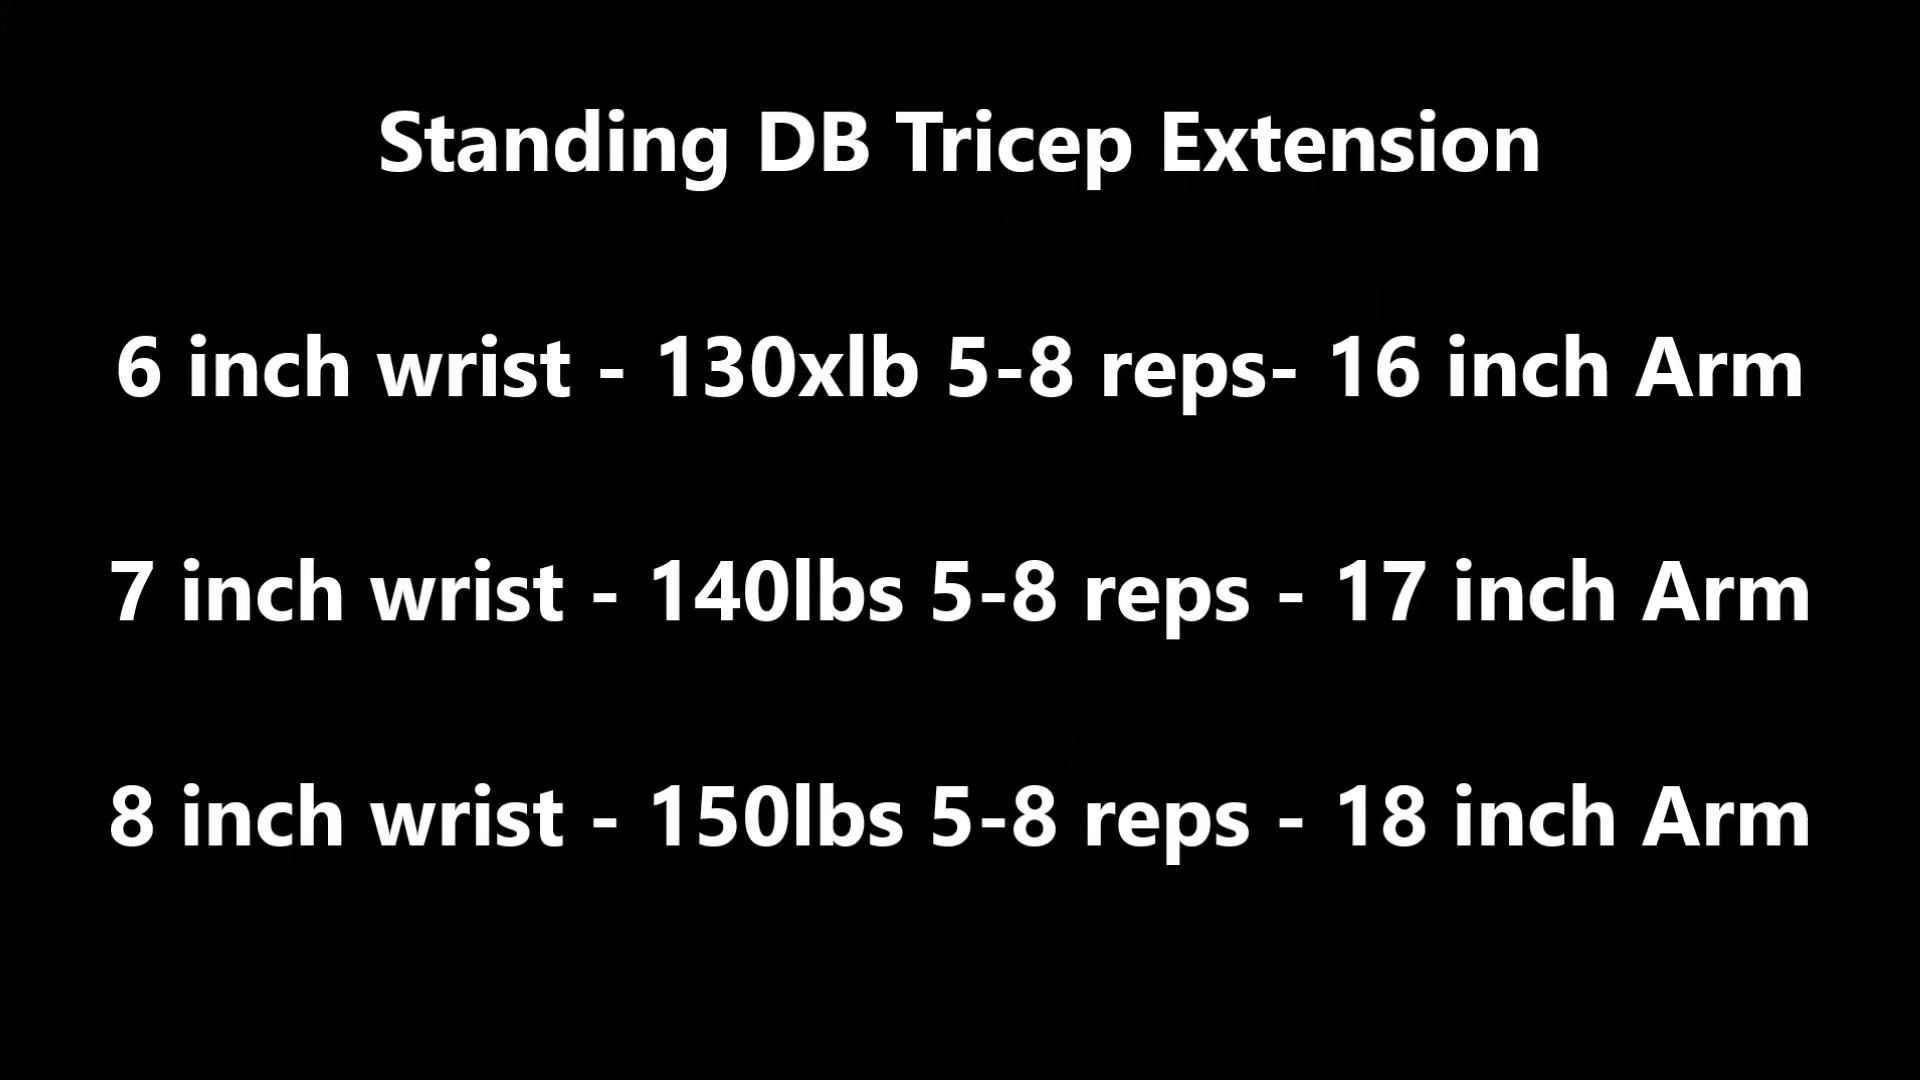 Standing DB Tricep Extension
6 inch wrist - 130xlb 5-8 reps- 16 inch Arm
7 inch wrist - 140lbs 5-8 reps - 17 inch Arm
8 inch wrist - 150lbs 5-8 reps - 18 inch Arm